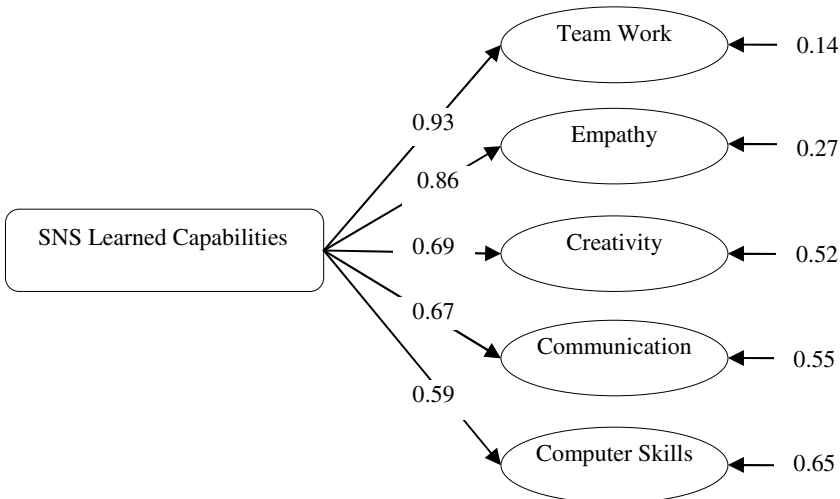 Team Work
0.14
0.93
Empathy
0.27
0.86
SNS Learned Capabilities
0.69
Creativity
0.52
0.67
Communication
0.55
0.59
Computer Skills
0.65